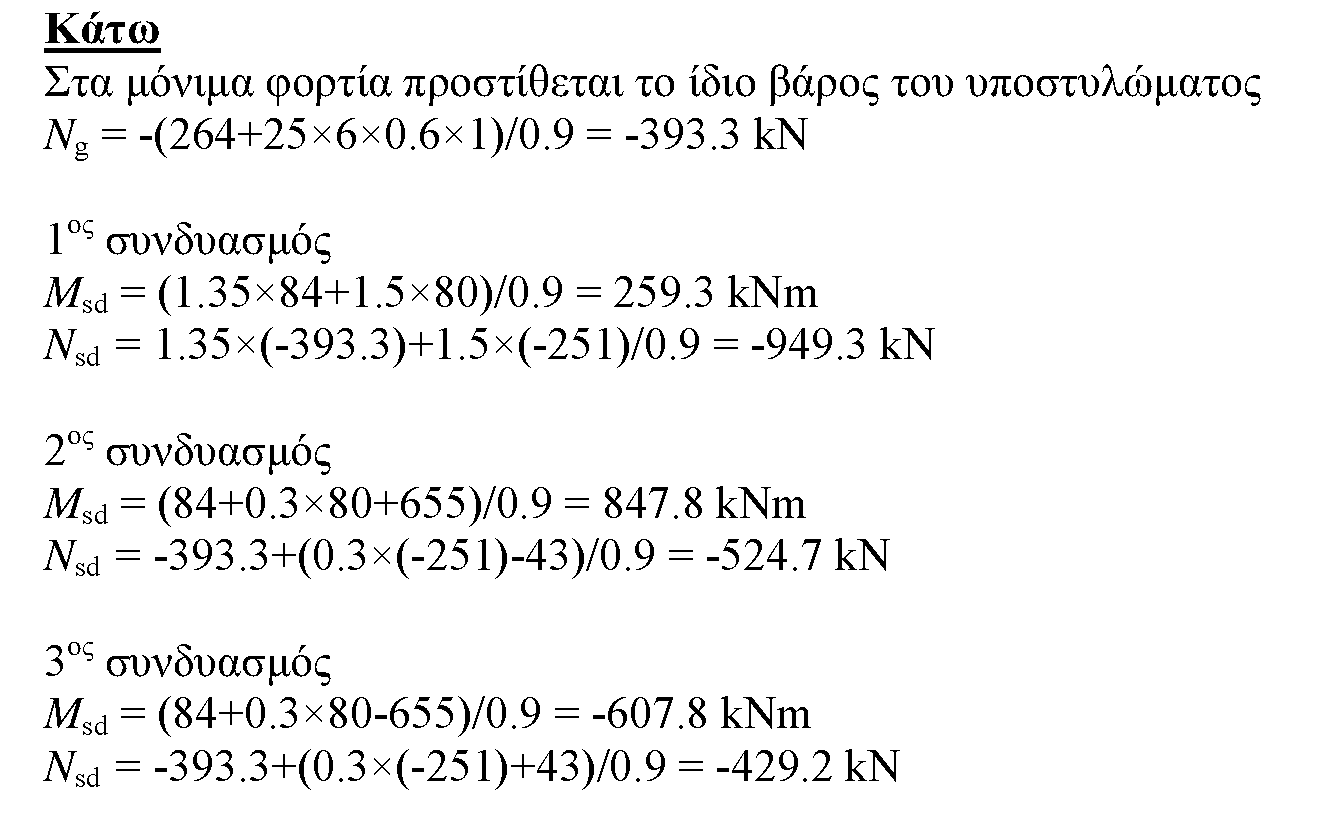 Κάτω
Στα μόνιμα φορτία προστίθεται το ίδιο βάρος του υποστυλώματος
Ng = -(264+25×6×0.6×1)/0.9 = -393.3 kN
1ος συνδυασμός
Msd = (1.35×84+1.5×80)/0.9 = 259.3 kNm
Nsd = 1.35×(-393.3)+1.5×(-251)/0.9 = -949.3 kN
2ος συνδυασμός
Msd = (84+0.3×80+655)/0.9 = 847.8 kNm
Nsd = -393.3+(0.3×(-251)-43)/0.9 = -524.7 kN
3ος συνδυασμός
Msd = (84+0.3×80-655)/0.9 = -607.8 kNm
Nsd = -393.3+(0.3×(-251)+43)/0.9 = -429.2 kN